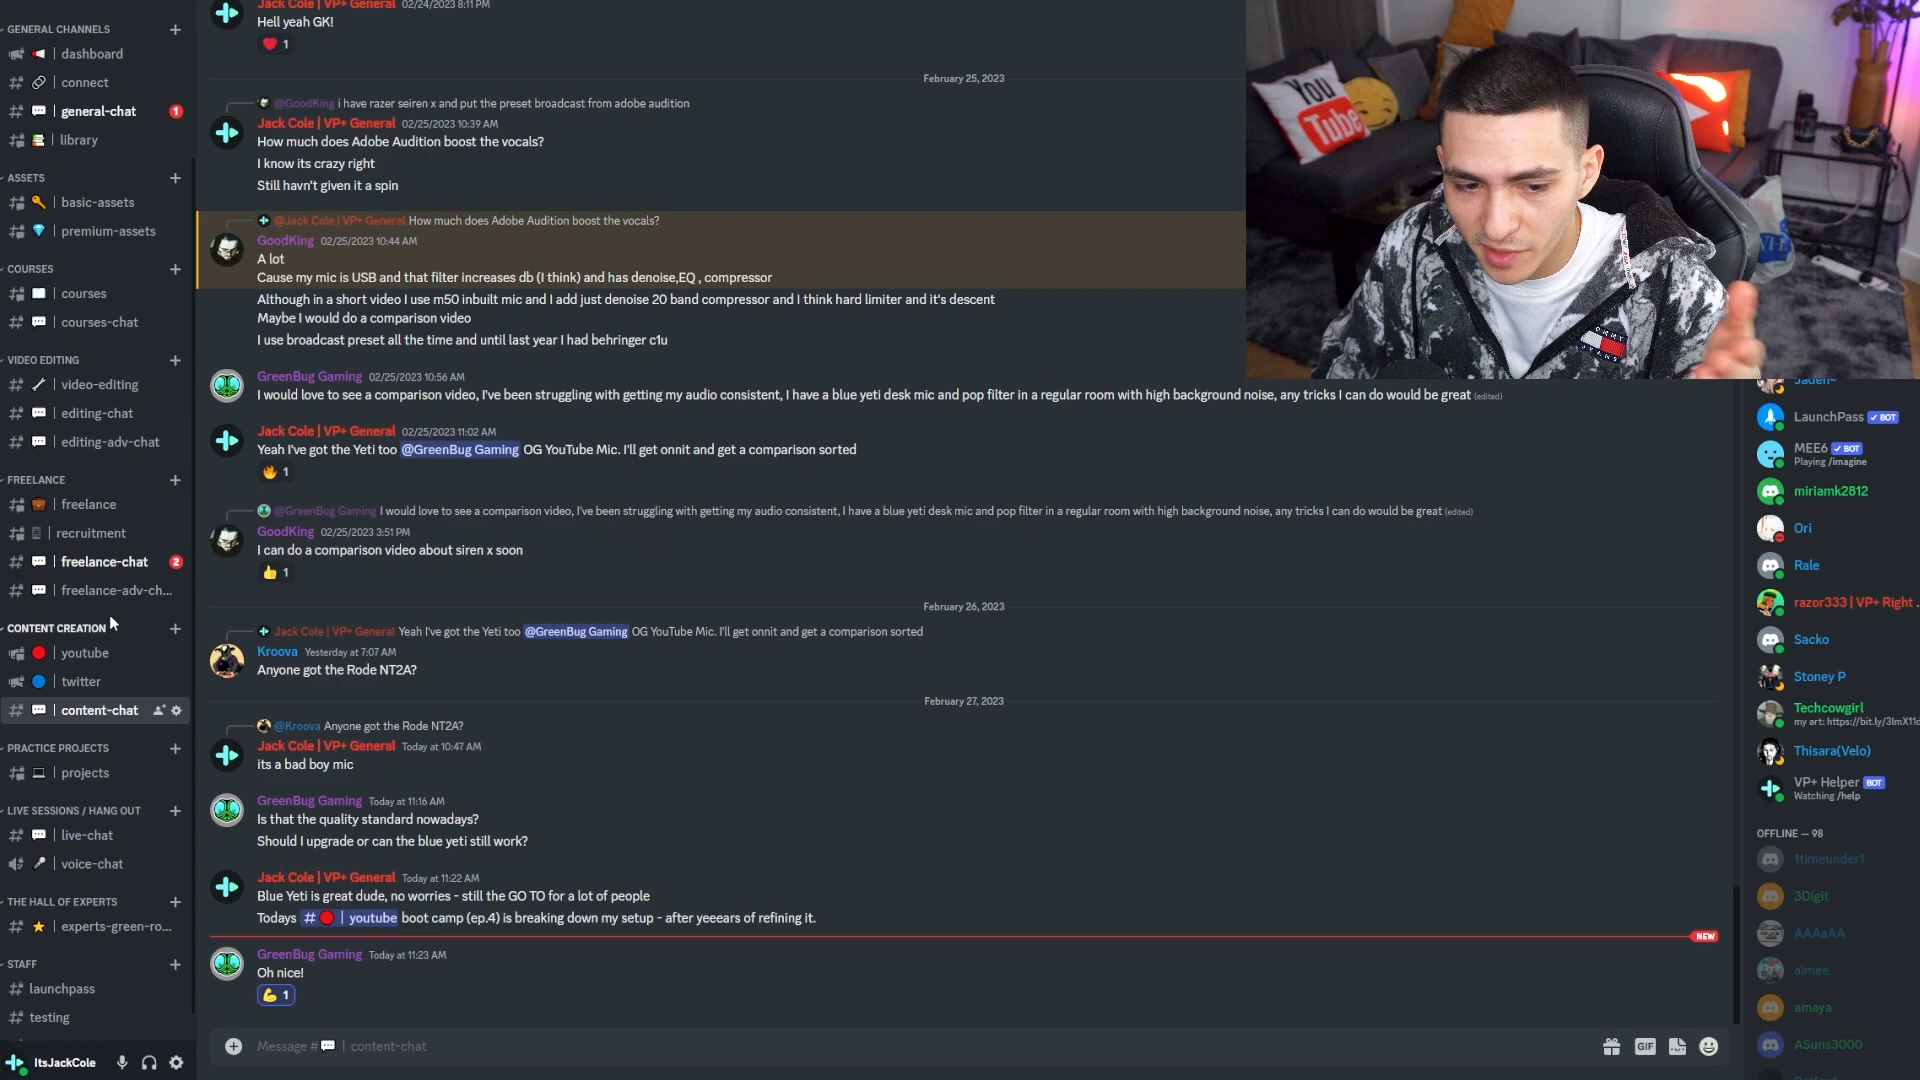 GENERAL CHANNELS
| dashboard
| connect
| general-chat 1
| library
ASSETS
| basic-assets
| premium-assets
COURSES
| courses
| courses-chat
VIDEO EDITING
| video-editing
| editing-chat
| editing-adv-chat
FREELANCE
| freelance
| recruitment
| freelance-chat 2
| freelance-adv-ch...
CONTENT CREATION
| youtube
| twitter
| content-chat
PRACTICE PROJECTS
| projects
LIVE SESSIONS / HANG OUT
| live-chat
| voice-chat
THE HALL OF EXPERTS
| experts-green-ro...
STAFF
launchpass
testing
ItsJackCole
Jack Cole | VP+ General 02/24/2023 8:11 PM
Hell yeah GK!
1
February 25, 2023
@GoodKing i have razer seiren x and put the preset broadcast from adobe audition
Jack Cole | VP+ General 02/25/2023 10:39 AM
How much does Adobe Audition boost the vocals?
I know its crazy right
Still havn't given it a spin
@Jack Cole | VP+ General How much does Adobe Audition boost the vocals?
GoodKing 02/25/2023 10:44 AM
A lot
Cause my mic is USB and that filter increases db (I think) and has denoise,EQ , compressor
Although in a short video I use m50 inbuilt mic and I add just denoise 20 band compressor and I think hard limiter and it's descent
Maybe I would do a comparison video
I use broadcast preset all the time and until last year I had behringer c1u
GreenBug Gaming 02/25/2023 10:56 AM
I would love to see a comparison video, I've been struggling with getting my audio consistent, I have a blue yeti desk mic and pop filter in a regular room with high background noise, any tricks I can do would be great (edited)
Jack Cole | VP+ General 02/25/2023 11:02 AM
Yeah I've got the Yeti too @GreenBug Gaming OG YouTube Mic. I'll get onnit and get a comparison sorted
1
@GreenBug Gaming I would love to see a comparison video, I've been struggling with getting my audio consistent, I have a blue yeti desk mic and pop filter in a regular room with high background noise, any tricks I can do would be great (edited)
GoodKing 02/25/2023 3:51 PM
I can do a comparison video about siren x soon
1
February 26, 2023
Jack Cole | VP+ General Yeah I've got the Yeti too @GreenBug Gaming OG YouTube Mic. I'll get onnit and get a comparison sorted
Kroova Yesterday at 7:07 AM
Anyone got the Rode NT2A?
February 27, 2023
@Kroova Anyone got the Rode NT2A?
Jack Cole | VP+ General Today at 10:47 AM
its a bad boy mic
GreenBug Gaming Today at 11:16 AM
Is that the quality standard nowadays?
Should I upgrade or can the blue yeti still work?
Jack Cole | VP+ General Today at 11:22 AM
Blue Yeti is great dude, no worries - still the GO TO for a lot of people
Todays # | youtube boot camp (ep.4) is breaking down my setup - after yeeears of refining it.
NEW
GreenBug Gaming Today at 11:23 AM
Oh nice!
1
Message # | content-chat
GIF
You
Tube
TOMMY
Jaden~
LaunchPass BOT
MEE6 BOT
Playing /imagine
miriamk2812
Ori
Rale
razor333 | VP+ Right .
Sacko
Stoney P
Techcowgirl
my art: https://bit.ly/3ImX11c
Thisara(Velo)
VP+ Helper BOT
Watching /help
OFFLINE — 98
1timeunder1
3Digit
AAAaAA
aimee
amaya
ASuns3000